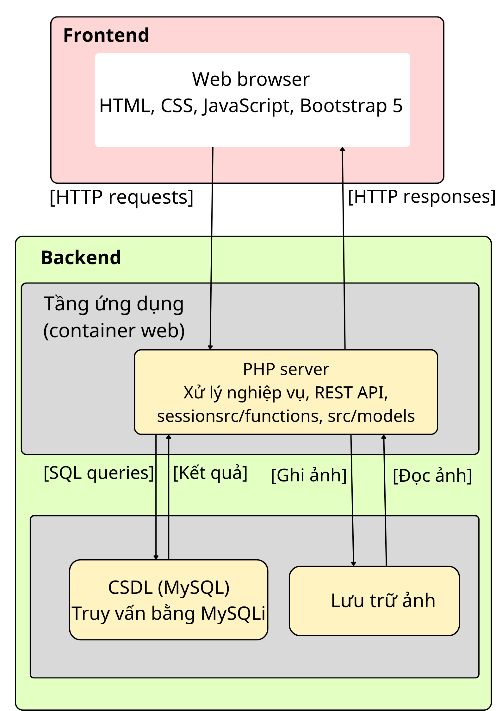 Frontend
Web browser
HTML, CSS, JavaScript, Bootstrap 5
[HTTP requests]
[HTTP responses]
Backend
Tầng ứng dụng
(container web)
PHP server
Xử lý nghiệp vụ, REST API,
sessionsrc/functions, src/models
[SQL queries]
[Kết quả]
[Ghi ảnh]
[Đọc ảnh]
CSDL (MySQL)
Truy vấn bằng MySQLi
Lưu trữ ảnh